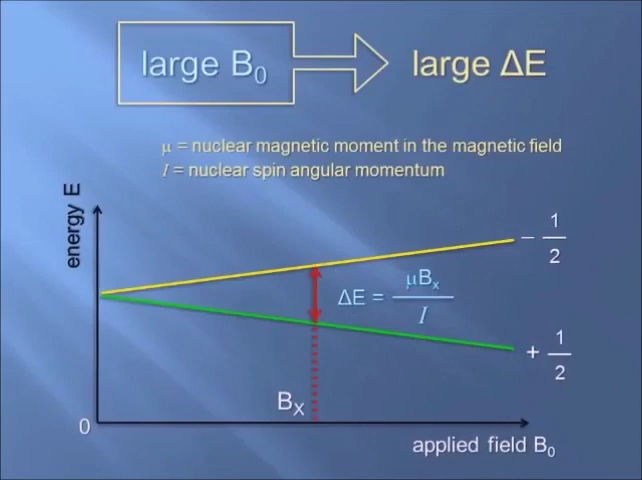 large B₀
large ΔE
μ = nuclear magnetic moment in the magnetic field
I = nuclear spin angular momentum
energy E
− 1/2
ΔE = μBₓ/I
+ 1/2
Bₓ
0
applied field B₀